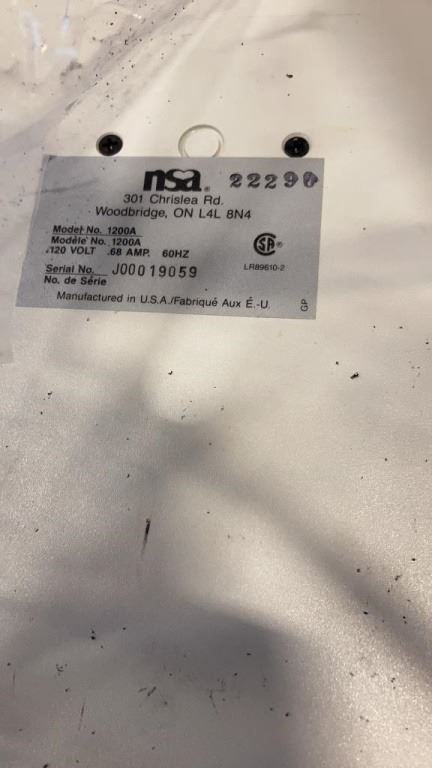 nsa® 22290
301 Chrislea Rd.
Woodbridge, ON L4L 8N4
Model No. 1200A
Modèle No. 1200A
.120 VOLT .68 AMP. 60HZ
Serial No. J00019059
No. de Série
CSA®
LR89610-2
Manufactured in U.S.A./Fabriqué Aux É.-U.
GP